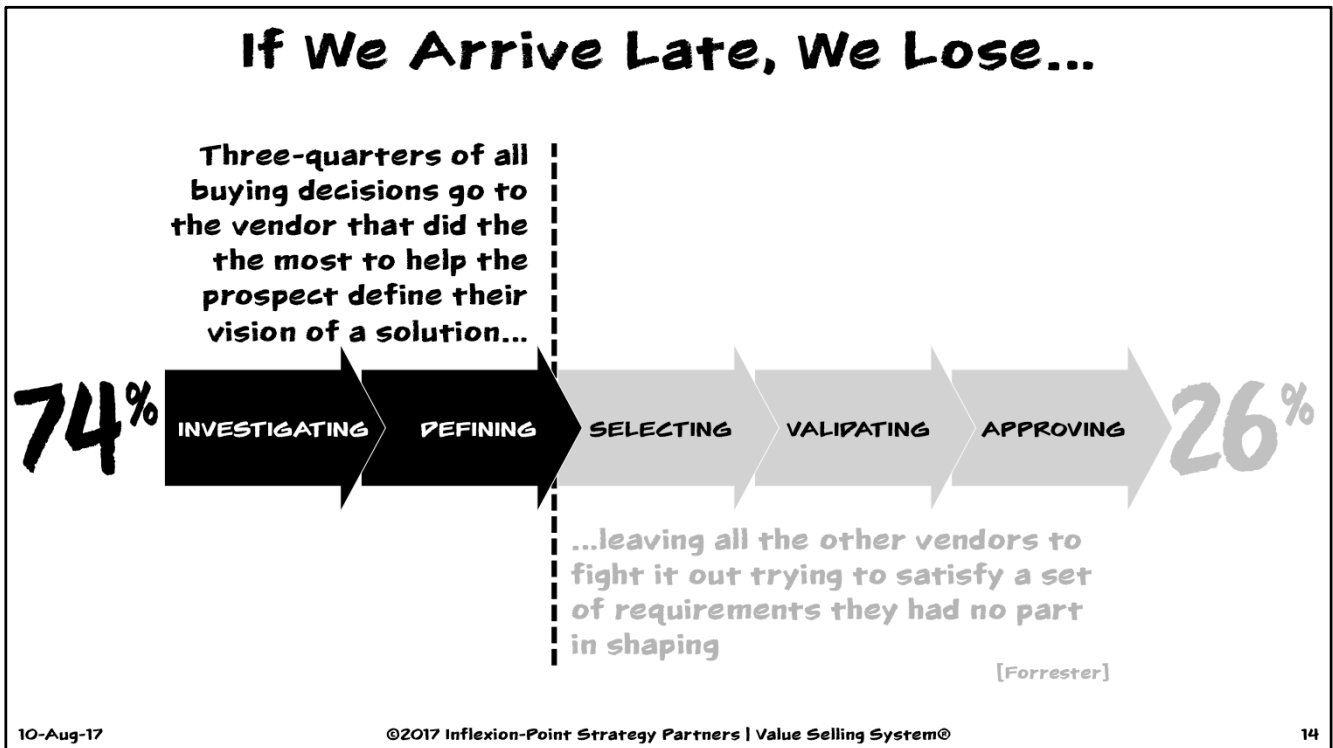 If We Arrive Late, We Lose...
Three-quarters of all
buying decisions go to
the vendor that did the
the most to help the
prospect define their
vision of a solution...
74%
INVESTIGATING
DEFINING
SELECTING
VALIDATING
APPROVING
26%
...leaving all the other vendors to
fight it out trying to satisfy a set
of requirements they had no part
in shaping
[Forrester]
10-Aug-17
©2017 Inflexion-Point Strategy Partners | Value Selling System®
14